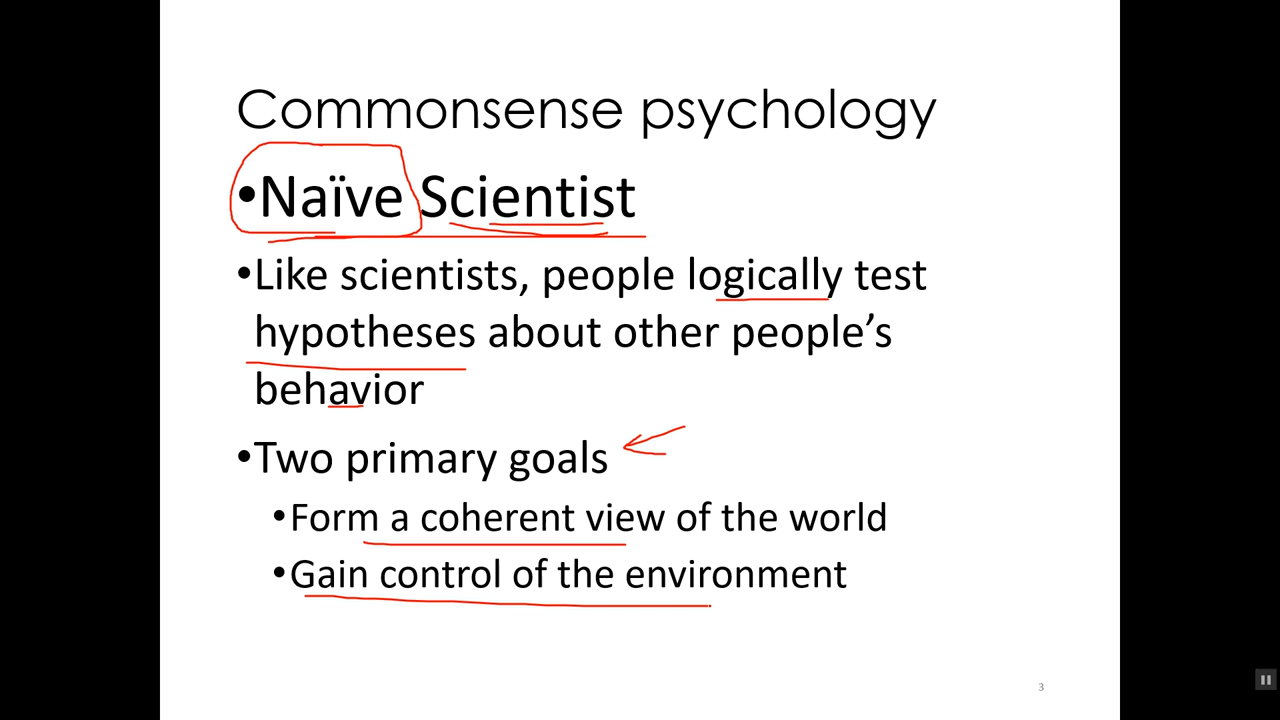 Commonsense psychology
•Naïve Scientist
•Like scientists, people logically test
hypotheses about other people’s
behavior
•Two primary goals
•Form a coherent view of the world
•Gain control of the environment
3